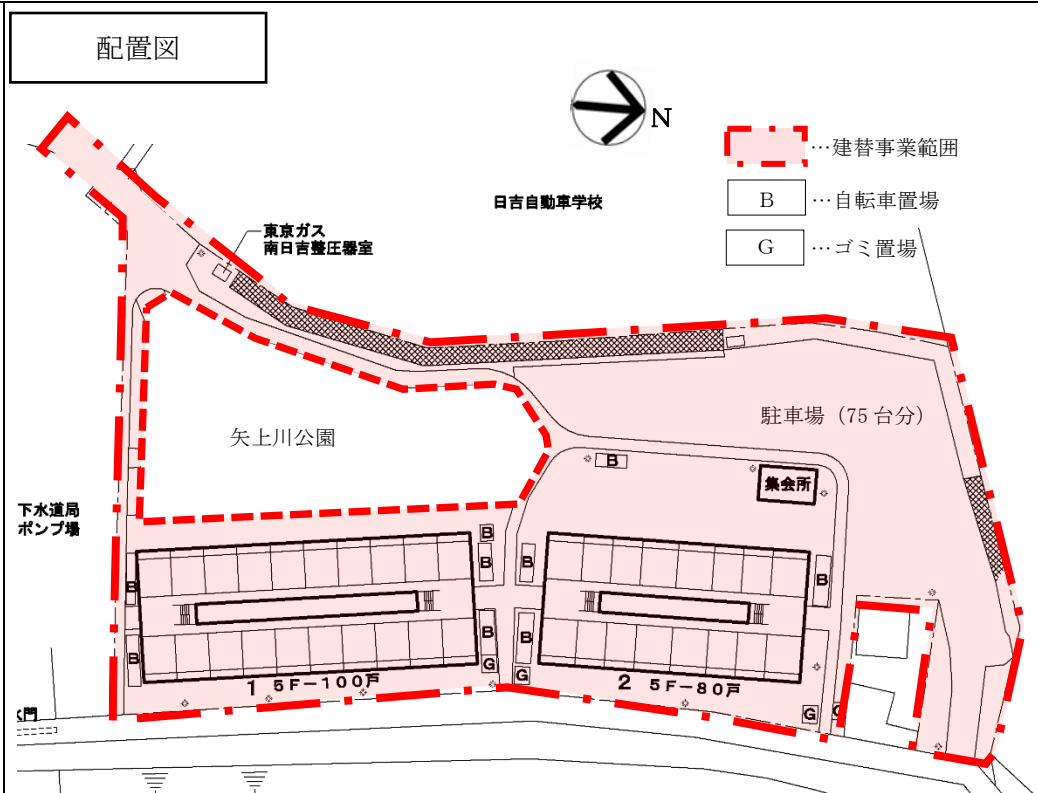 配置図
N
…建替事業範囲
B …自転車置場
G …ゴミ置場
日吉自動車学校
東京ガス
南日吉整圧器室
矢上川公園
駐車場（75台分）
B
集会所
下水道局
ポンプ場
B
B
B
B
B
B
B
B
B
G
G
1 5F－100戸
2 5F－80戸
G
G
門